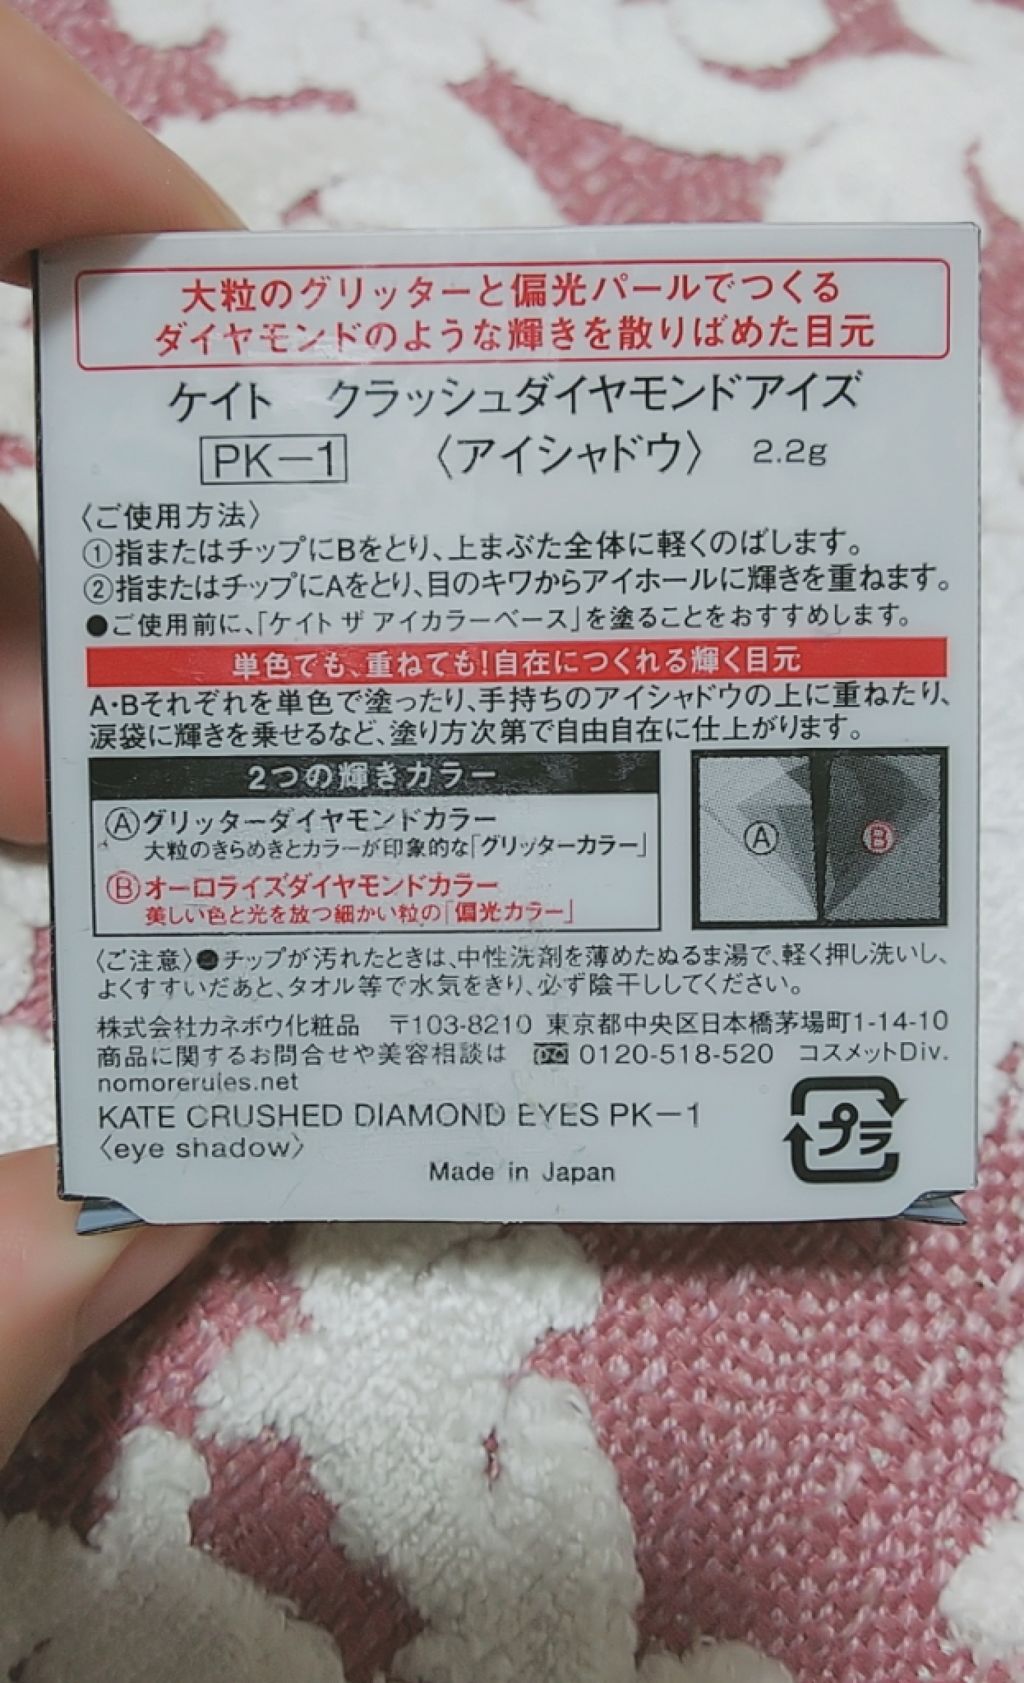 大粒のグリッターと偏光パールでつくる
ダイヤモンドのような輝きを散りばめた目元
ケイト　クラッシュダイヤモンドアイズ
PK−1　〈アイシャドウ〉　2.2g
〈ご使用方法〉
①指またはチップにBをとり、上まぶた全体に軽くのばします。
②指またはチップにAをとり、目のキワからアイホールに輝きを重ねます。
●ご使用前に、「ケイト ザ アイカラーベース」を塗ることをおすすめします。
単色でも、重ねても!自在につくれる輝く目元
A・Bそれぞれを単色で塗ったり、手持ちのアイシャドウの上に重ねたり、
涙袋に輝きを乗せるなど、塗り方次第で自由自在に仕上がります。
2つの輝きカラー
Ⓐグリッターダイヤモンドカラー
大粒のきらめきとカラーが印象的な「グリッターカラー」
Ⓑオーロライズダイヤモンドカラー
美しい色と光を放つ細かい粒の「偏光カラー」
Ⓐ Ⓑ
〈ご注意〉●チップが汚れたときは、中性洗剤を薄めたぬるま湯で、軽く押し洗いし、
よくすすいだあと、タオル等で水気をきり、必ず陰干ししてください。
株式会社カネボウ化粧品　〒103-8210 東京都中央区日本橋茅場町1-14-10
商品に関するお問合せや美容相談は　0120-518-520　コスメットDiv.
nomorerules.net
KATE CRUSHED DIAMOND EYES PK−1
〈eye shadow〉
Made in Japan
プラ